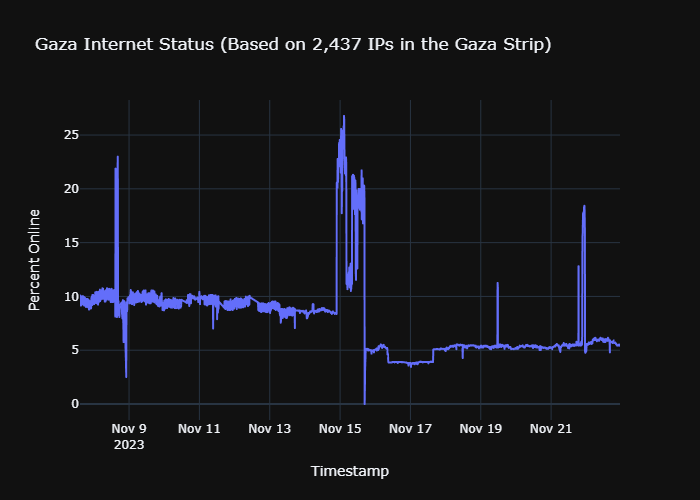 Gaza Internet Status (Based on 2,437 IPs in the Gaza Strip)
Percent Online
25
20
15
10
5
0
Nov 9
2023
Nov 11
Nov 13
Nov 15
Nov 17
Nov 19
Nov 21
Timestamp